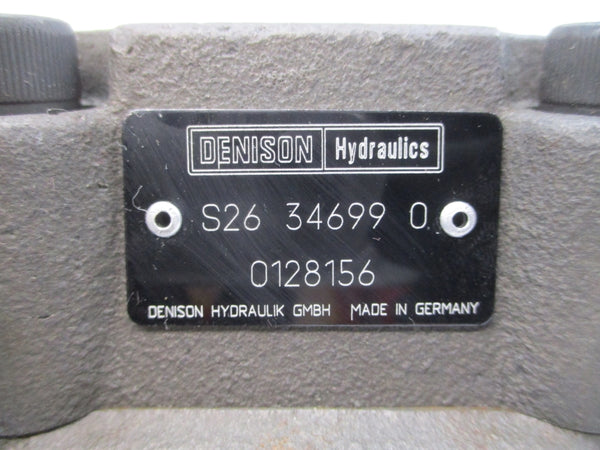 DENISON Hydraulics
S26 34699 0
0128156
DENISON HYDRAULIK GMBH MADE IN GERMANY